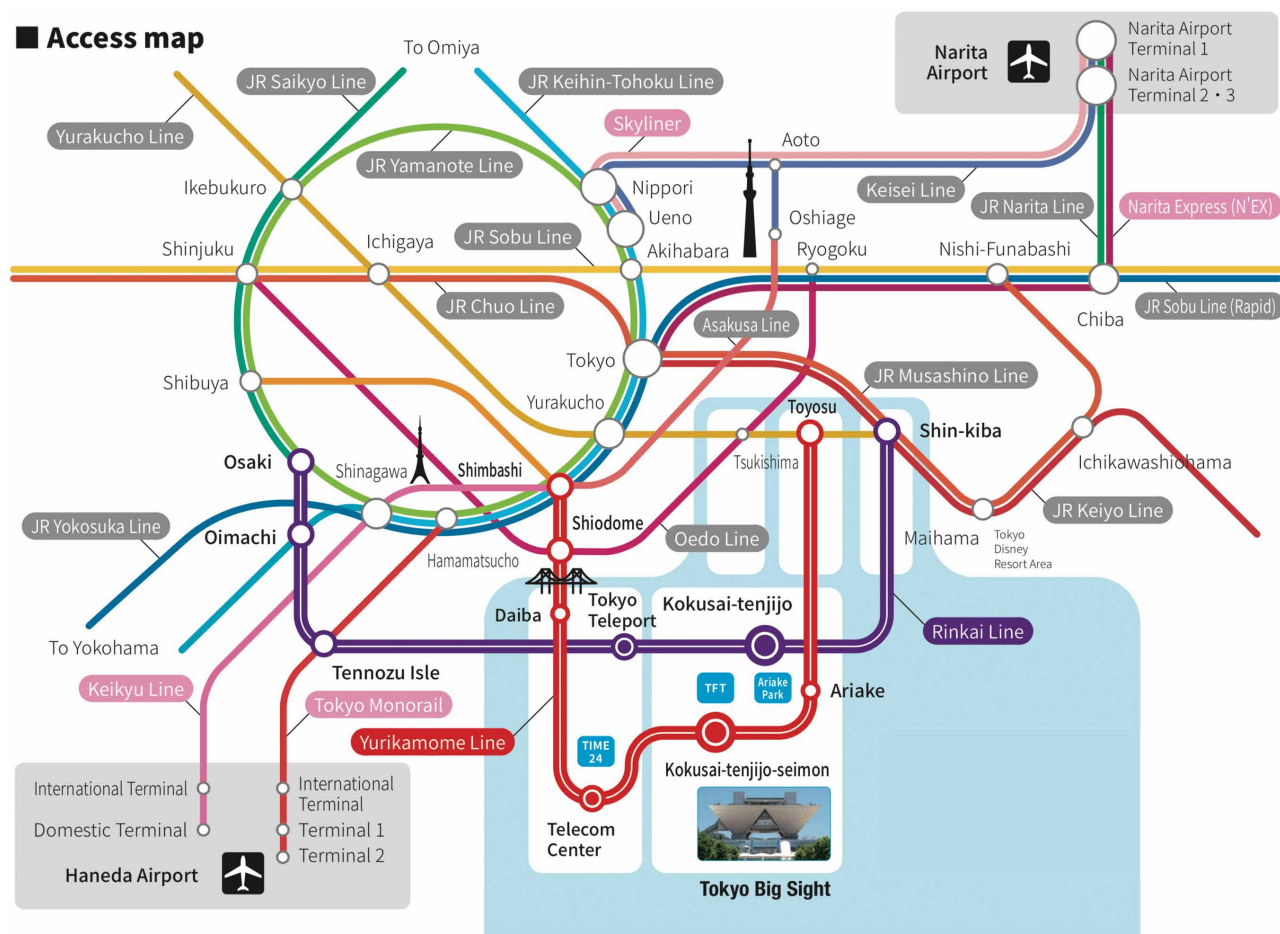 ■ Access map
To Omiya
JR Saikyo Line
JR Keihin-Tohoku Line
Yurakucho Line
JR Yamanote Line
Skyliner
Narita
Airport
Narita Airport
Terminal 1
Narita Airport
Terminal 2・3
Aoto
Ikebukuro
Nippori
Keisei Line
JR Narita Line
Narita Express (N'EX)
Ueno
Oshiage
Shinjuku
Ichigaya
JR Sobu Line
Akihabara
Ryogoku
Nishi-Funabashi
JR Chuo Line
JR Sobu Line (Rapid)
Chiba
Asakusa Line
Tokyo
Shibuya
JR Musashino Line
Yurakucho
Toyosu
Shin-kiba
Tsukishima
Ichikawashiohama
Osaki
Shinagawa
Shimbashi
JR Keiyo Line
JR Yokosuka Line
Oimachi
Shiodome
Oedo Line
Maihama
Tokyo
Disney
Resort Area
Hamamatsucho
Daiba
Tokyo
Teleport
Kokusai-tenjijo
Rinkai Line
To Yokohama
Tennozu Isle
Keikyu Line
TFT
Ariake
Park
Ariake
Tokyo Monorail
Yurikamome Line
TIME
24
Kokusai-tenjijo-seimon
International Terminal
International
Terminal
Domestic Terminal
Terminal 1
Terminal 2
Haneda Airport
Telecom
Center
Tokyo Big Sight